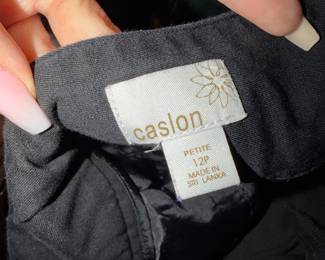 caslon
PETITE
12P
MADE IN
SRI LANKA